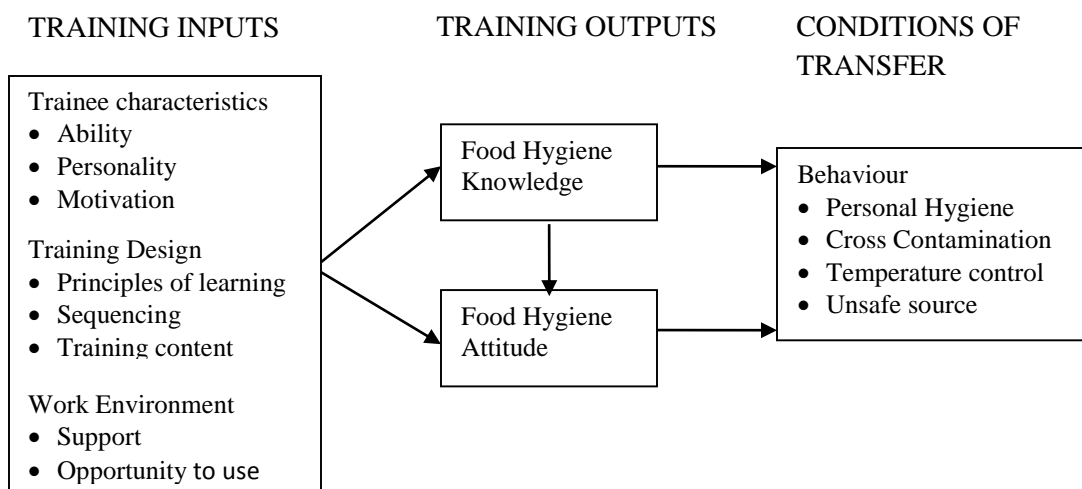 TRAINING INPUTS
TRAINING OUTPUTS
CONDITIONS OF
TRANSFER
Trainee characteristics
• Ability
• Personality
• Motivation
Training Design
• Principles of learning
• Sequencing
• Training content
Work Environment
• Support
• Opportunity to use
Food Hygiene
Knowledge
Food Hygiene
Attitude
Behaviour
• Personal Hygiene
• Cross Contamination
• Temperature control
• Unsafe source